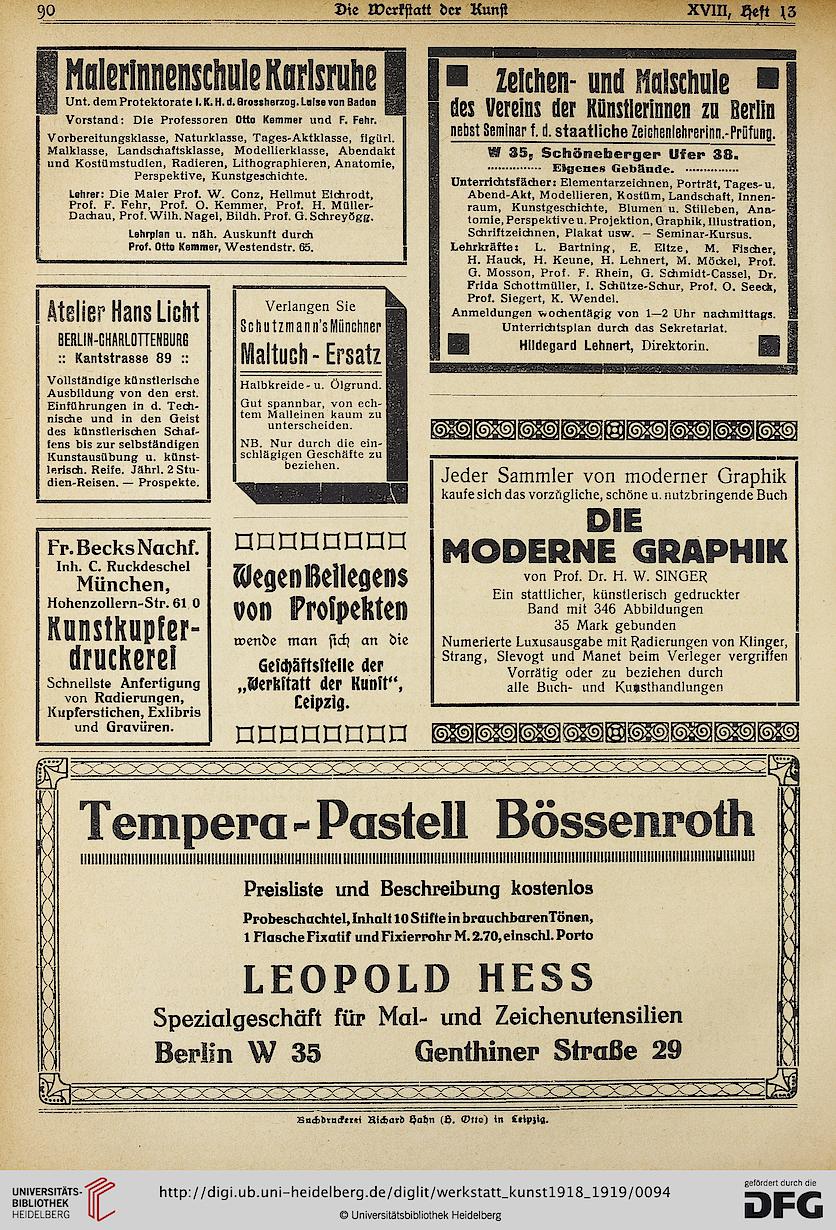 90
Die Werkstatt der Kunst
XVIII, Heft 13
Malerinnenschule Karlsruhe
Unt. dem Protektorate I. K. H. d. Grossherzog. Luise von Baden
Vorstand: Die Professoren Otto Kemmer und F. Fehr.
Vorbereitungsklasse, Naturklasse, Tages-Aktklasse, figürl.
Malklasse, Landschaftsklasse, Modellierklasse, Abendakt
und Kostümstudien, Radieren, Lithographieren, Anatomie,
Perspektive, Kunstgeschichte.
Lehrer: Die Maler Prof. W. Conz, Hellmut Eichrodt,
Prof. F. Fehr, Prof. O. Kemmer, Prof. H. Müller-
Dachau, Prof. Wilh. Nagel, Bildh. Prof. G. Schreyögg.
Lehrplan u. näh. Auskunft durch
Prof. Otto Kemmer, Westendstr. 65.
Zeichen- und Malschule
des Vereins der Künstlerinnen zu Berlin
nebst Seminar f. d. staatliche Zeichenlehrerinn.-Prüfung.
W 35, Schöneberger Ufer 38.
Eigenes Gebäude.
Unterrichtsfächer: Elementarzeichnen, Porträt, Tages- u.
Abend-Akt, Modellieren, Kostüm, Landschaft, Innen-
raum, Kunstgeschichte, Blumen u. Stilleben, Ana-
tomie, Perspektive u. Projektion, Graphik, Illustration,
Schriftzeichnen, Plakat usw. — Seminar-Kursus.
Lehrkräfte: L. Bartning, E. Eitze, M. Fischer,
H. Hauck, H. Keune, H. Lehnert, M. Möckel, Prof.
G. Mosson, Prof. F. Rhein, G. Schmidt-Cassel, Dr.
Frida Schottmüller, I. Schütze-Schur, Prof. O. Seeck,
Prof. Siegert, K. Wendel.
Anmeldungen wochentägig von 1—2 Uhr nachmittags.
Unterrichtsplan durch das Sekretariat.
Hildegard Lehnert, Direktorin.
Atelier Hans Licht
BERLIN-CHARLOTTENBURG
:: Kantstrasse 89 ::
Vollständige künstlerische
Ausbildung von den erst.
Einführungen in d. Tech-
nische und in den Geist
des künstlerischen Schaf-
fens bis zur selbständigen
Kunstausübung u. künst-
lerisch. Reife. Jährl. 2 Stu-
dien-Reisen. — Prospekte.
Verlangen Sie
Schutzmann's Münchner
Maltuch - Ersatz
Halbkreide- u. Ölgrund.
Gut spannbar, von ech-
tem Malleinen kaum zu
unterscheiden.
NB. Nur durch die ein-
schlägigen Geschäfte zu
beziehen.
Jeder Sammler von moderner Graphik
kaufe sich das vorzügliche, schöne u. nutzbringende Buch
DIE
MODERNE GRAPHIK
von Prof. Dr. H. W. SINGER
Ein stattlicher, künstlerisch gedruckter
Band mit 346 Abbildungen
35 Mark gebunden
Numerierte Luxusausgabe mit Radierungen von Klinger,
Strang, Slevogt und Manet beim Verleger vergriffen
Vorrätig oder zu beziehen durch
alle Buch- und Kunsthandlungen
Fr. Becks Nachf.
Inh. C. Ruckdeschel
München,
Hohenzollern-Str. 61 0
Kunstkupfer-
druckerei
Schnellste Anfertigung
von Radierungen,
Kupferstichen, Exlibris
und Gravüren.
Wegen Beilegens
von Prospekten
wende man sich an die
Geschäftsstelle der
„Werkstatt der Kunst“,
Leipzig.
Tempera-Pastell Bössenroth
Preisliste und Beschreibung kostenlos
Probeschachtel, Inhalt 10 Stifte in brauchbaren Tönen,
1 Flasche Fixatif und Fixierrohr M. 2.70, einschl. Porto
LEOPOLD HESS
Spezialgeschäft für Mal- und Zeichenutensilien
Berlin W 35 Genthiner Straße 29
Buchdruckerei Richard Hahn (H. Otto) in Leipzig.
UNIVERSITÄTS-
BIBLIOTHEK
HEIDELBERG
http://digi.ub.uni-heidelberg.de/diglit/werkstatt_kunst1918_1919/0094
© Universitätsbibliothek Heidelberg
gefördert durch die
DFG